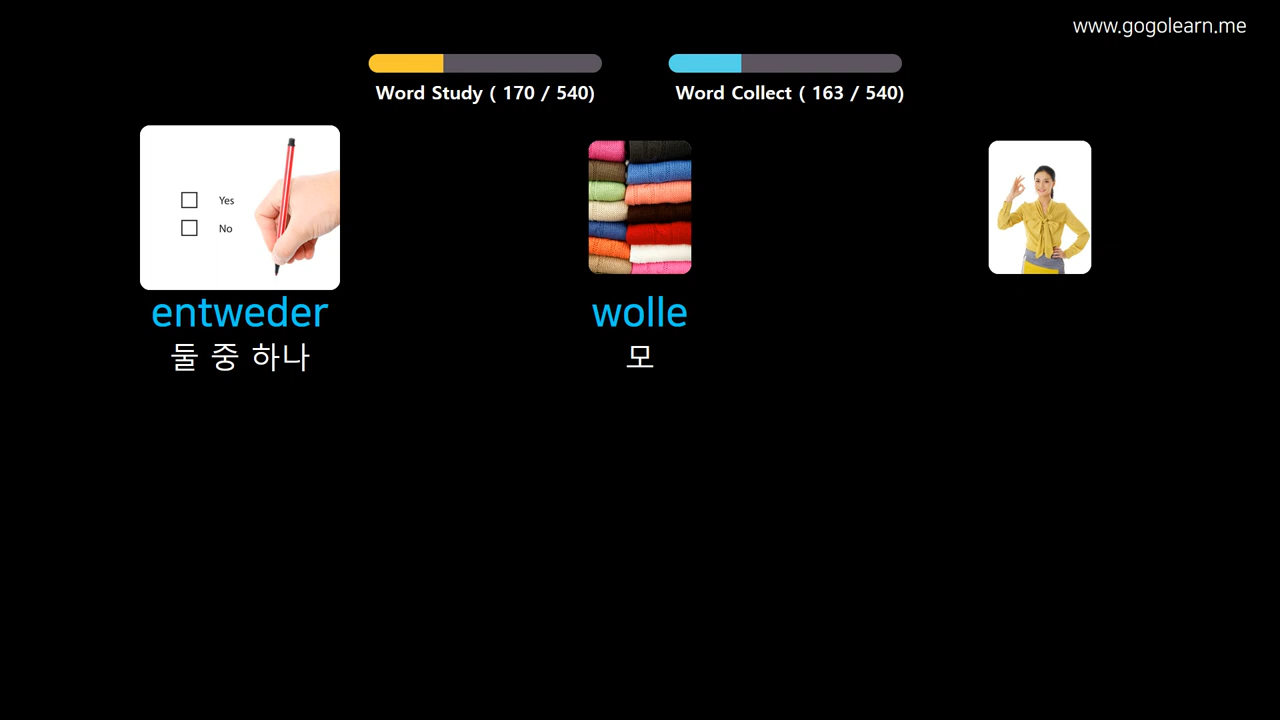 www.gogolearn.me
Word Study ( 170 / 540)
Word Collect ( 163 / 540)
Yes
No
entweder
둘 중 하나
wolle
모